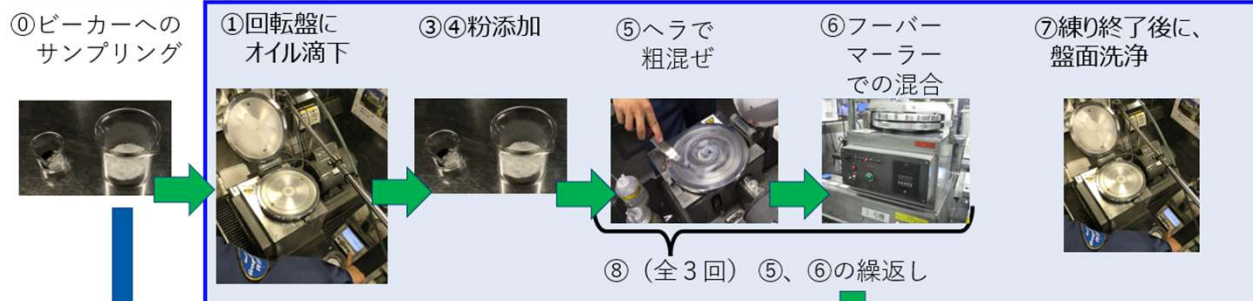 ⓪ビーカーへの
サンプリング
①回転盤に
オイル滴下
③④粉添加
⑤ヘラで
粗混ぜ
⑥フーバー
マーラー
での混合
⑦練り終了後に、
盤面洗浄
⑧（全３回）⑤、⑥の繰返し